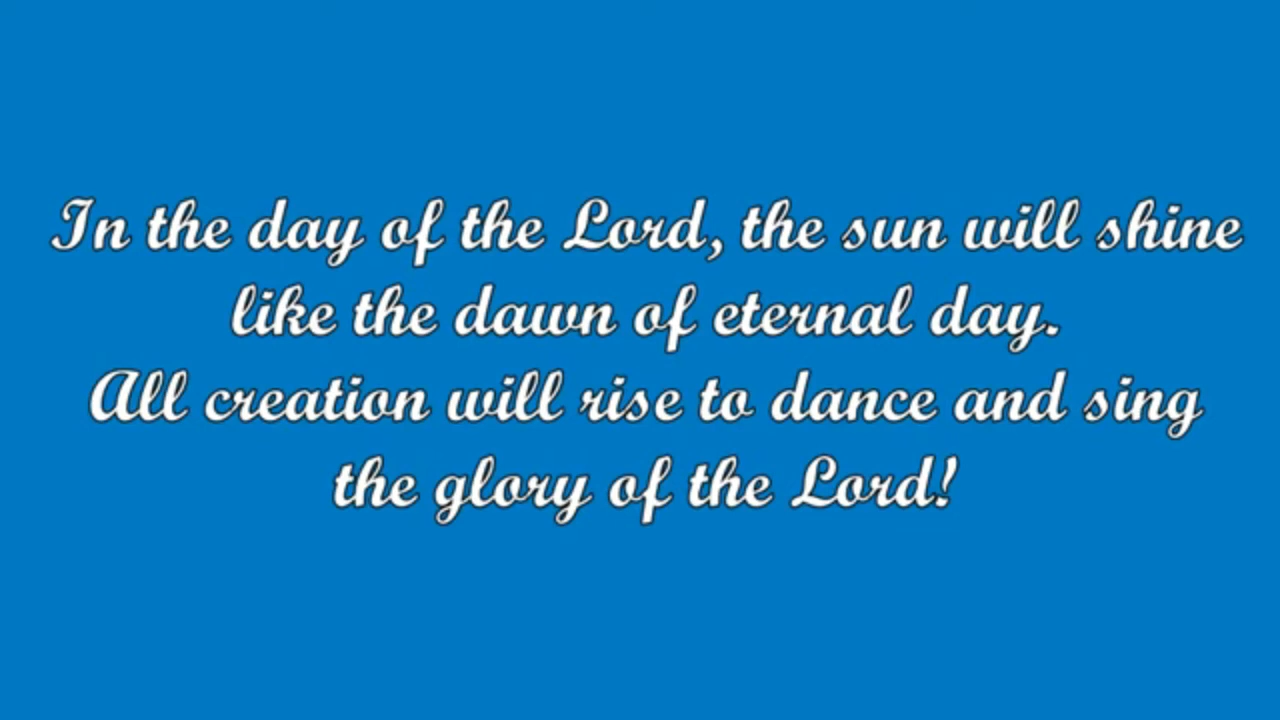 In the day of the Lord, the sun will shine
like the dawn of eternal day.
All creation will rise to dance and sing
the glory of the Lord!